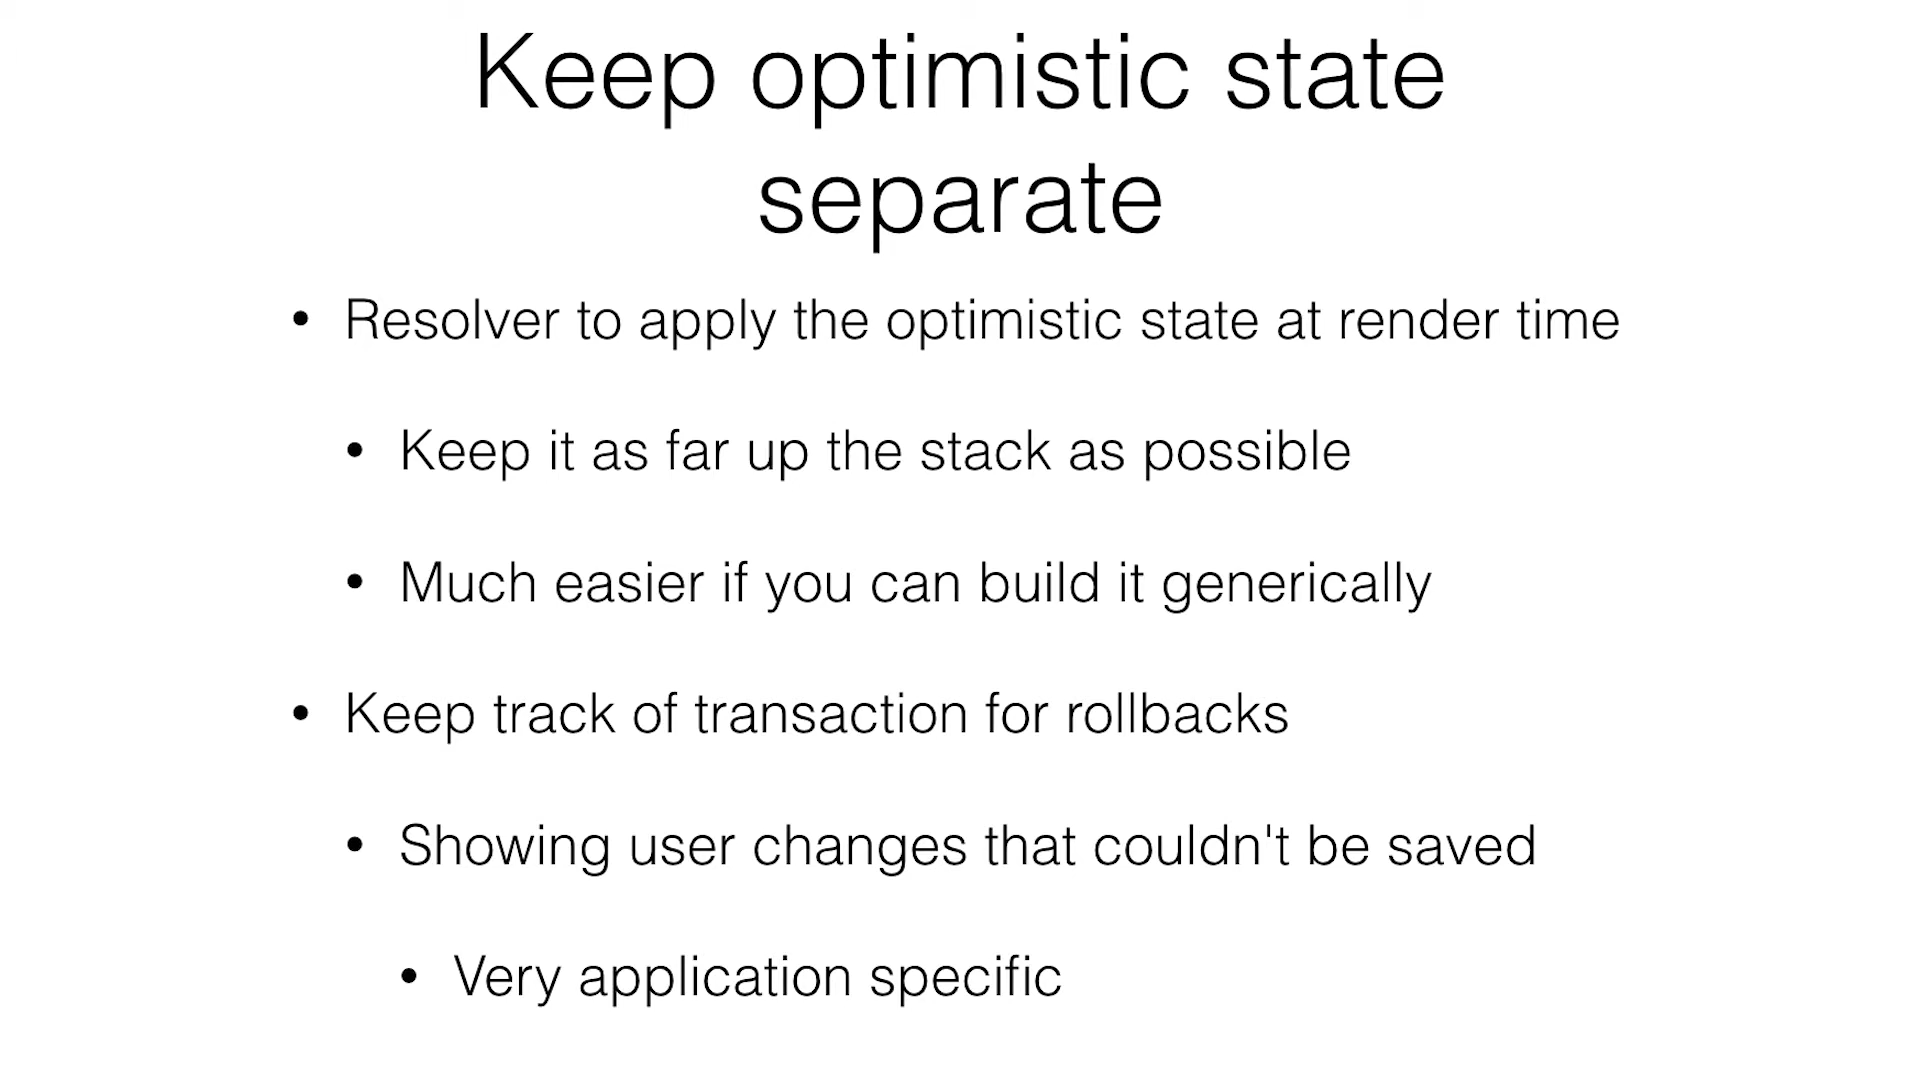 Keep optimistic state
separate
• Resolver to apply the optimistic state at render time
• Keep it as far up the stack as possible
• Much easier if you can build it generically
• Keep track of transaction for rollbacks
• Showing user changes that couldn't be saved
• Very application specific